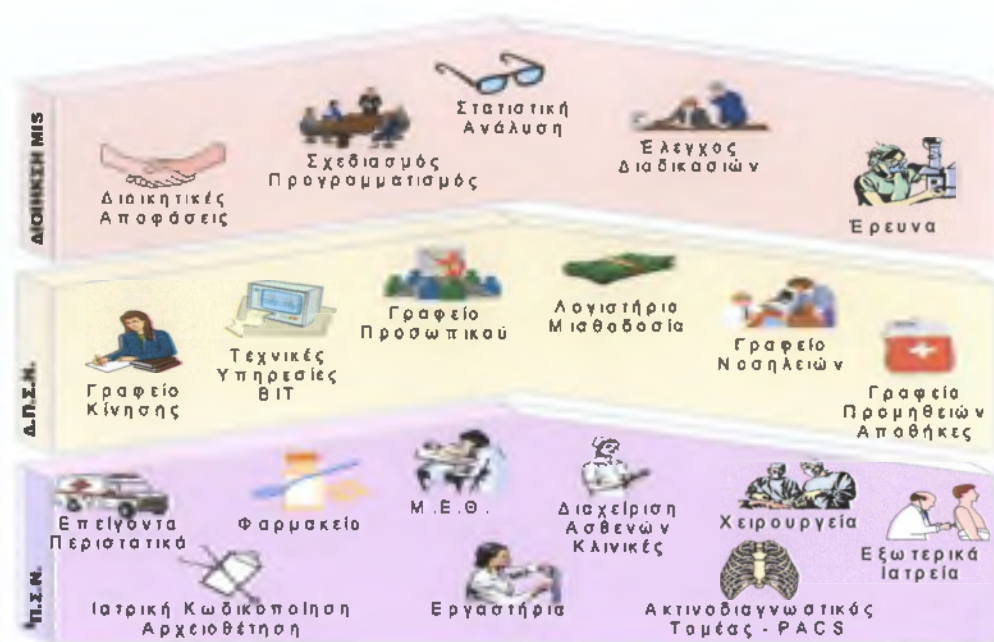 ΔΙΟΙΚΗΣΗ MIS
Στατιστική
Ανάλυση
Σχεδιασμός
Προγραμματισμός
Έλεγχος
Διαδικασιών
Διοικητικές
Αποφάσεις
Έρευνα
Δ.Π.Σ.Ν.
Γραφείο
Κίνησης
Τεχνικές
Υπηρεσίες
BIT
Γραφείο
Προσωπικού
Λογιστήριο
Μισθοδοσία
Γραφείο
Νοσηλειών
Γραφείο
Προμηθειών
Αποθήκες
Π.Σ.Ν.
Επείγοντα
Περιστατικά
Φαρμακείο
Μ.Ε.Θ.
Διαχείριση
Ασθενών
Κλινικές
Χειρουργεία
Εξωτερικά
Ιατρεία
Ιατρική Κωδικοποίηση
Αρχειοθέτηση
Εργαστήρια
Ακτινοδιαγνωστικός
Τομέας - PACS